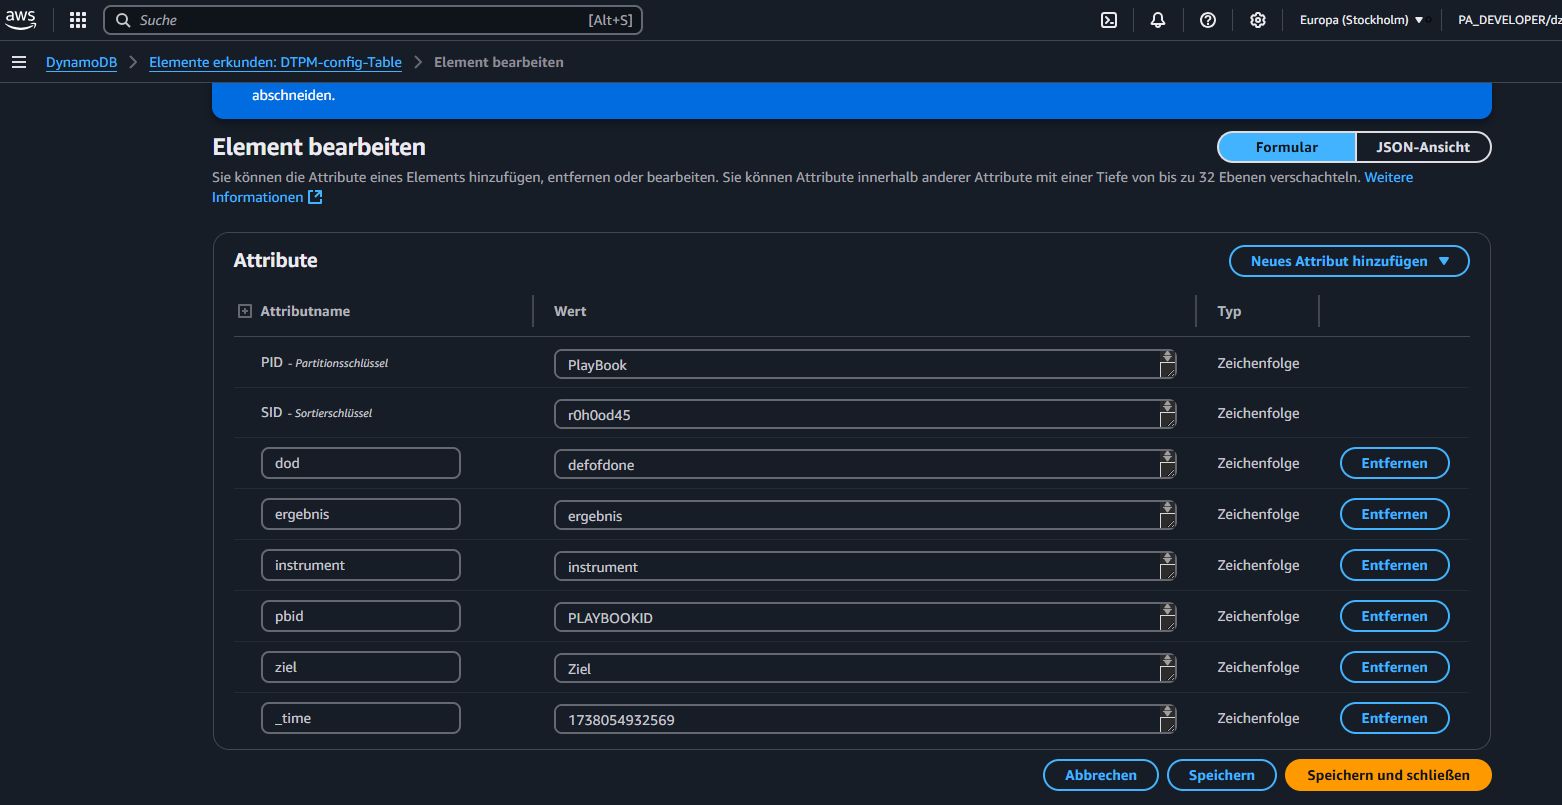 aws Suche [Alt+S] Europa (Stockholm) PA_DEVELOPER/dz
DynamoDB Elemente erkunden: DTPM-config-Table Element bearbeiten
abschneiden.
Element bearbeiten Formular JSON-Ansicht
Sie können die Attribute eines Elements hinzufügen, entfernen oder bearbeiten. Sie können Attribute innerhalb anderer Attribute mit einer Tiefe von bis zu 32 Ebenen verschachteln. Weitere
Informationen
Attribute Neues Attribut hinzufügen
Attributname Wert Typ
PID - Partitionsschlüssel PlayBook Zeichenfolge
SID - Sortierschlüssel r0h0od45 Zeichenfolge
dod defofdone Zeichenfolge Entfernen
ergebnis ergebnis Zeichenfolge Entfernen
instrument instrument Zeichenfolge Entfernen
pbid PLAYBOOKID Zeichenfolge Entfernen
ziel Ziel Zeichenfolge Entfernen
_time 1738054932569 Zeichenfolge Entfernen
Abbrechen Speichern Speichern und schließen